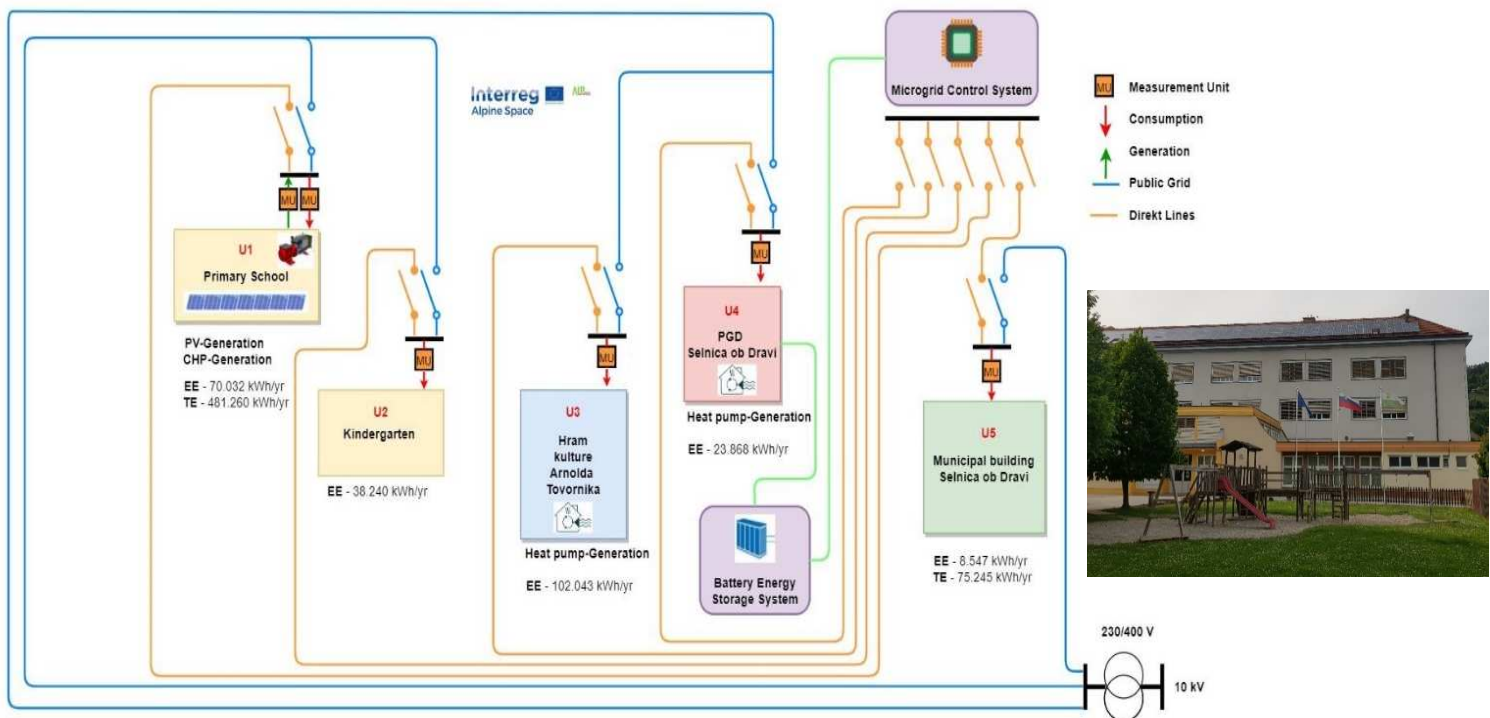 Interreg
Alpine Space
Microgrid Control System
MU
Measurement Unit
Consumption
Generation
Public Grid
Direkt Lines
MU
MU
U1
Primary School
PV-Generation
CHP-Generation
EE - 70.032 kWh/yr
TE - 481.260 kWh/yr
MU
U2
Kindergarten
EE - 38.240 kWh/yr
MU
U3
Hram
kulture
Arnolda
Tovornika
Heat pump-Generation
EE - 102.043 kWh/yr
MU
U4
PGD
Selnica ob Dravi
Heat pump-Generation
EE - 23.868 kWh/yr
Battery Energy
Storage System
MU
U5
Municipal building
Selnica ob Dravi
EE - 8.547 kWh/yr
TE - 75.245 kWh/yr
230/400 V
10 kV